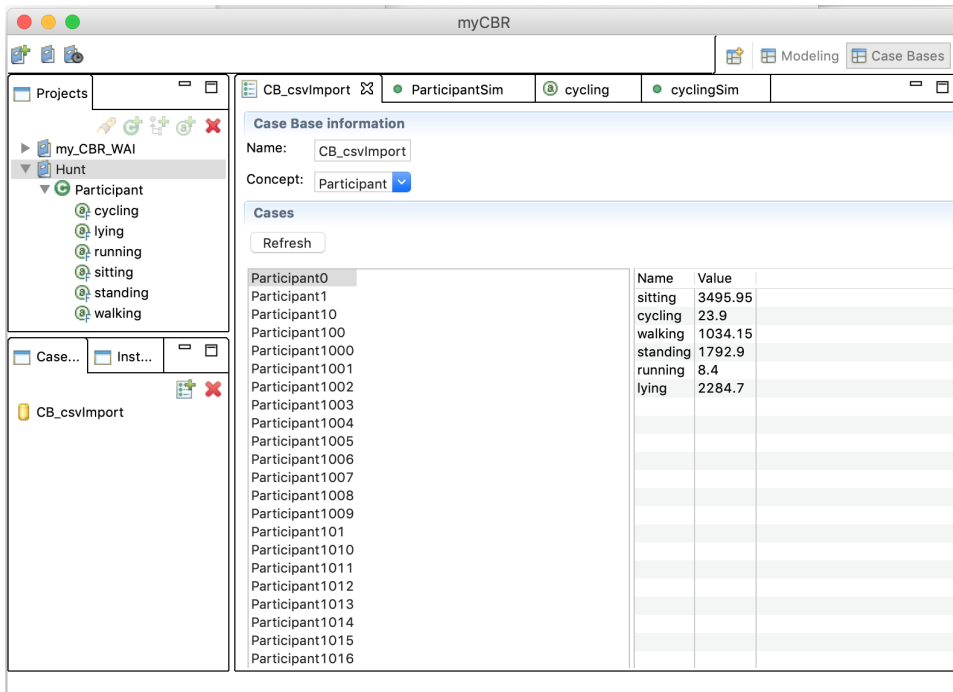 myCBR
Modeling
Case Bases
Projects
my_CBR_WAI
Hunt
Participant
cycling
lying
running
sitting
standing
walking
Case...
Inst...
CB_csvImport
CB_csvImport
ParticipantSim
cycling
cyclingSim
Case Base information
Name: CB_csvImport
Concept: Participant
Cases
Refresh
Participant0
Participant1
Participant10
Participant100
Participant1000
Participant1001
Participant1002
Participant1003
Participant1004
Participant1005
Participant1006
Participant1007
Participant1008
Participant1009
Participant101
Participant1010
Participant1011
Participant1012
Participant1013
Participant1014
Participant1015
Participant1016
Name Value
sitting 3495.95
cycling 23.9
walking 1034.15
standing 1792.9
running 8.4
lying 2284.7